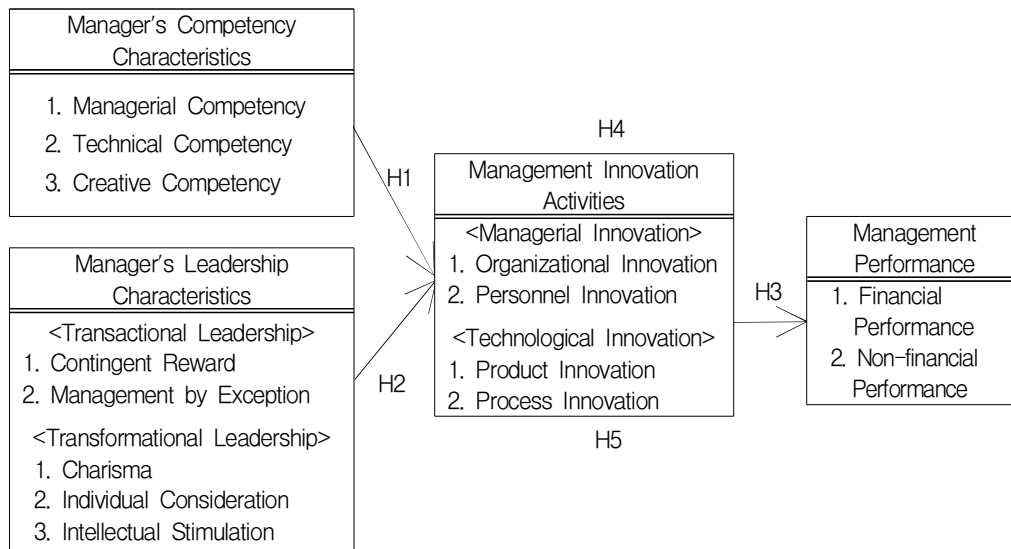 Manager's Competency
Characteristics
1. Managerial Competency
2. Technical Competency
3. Creative Competency
Manager's Leadership
Characteristics
<Transactional Leadership>
1. Contingent Reward
2. Management by Exception
<Transformational Leadership>
1. Charisma
2. Individual Consideration
3. Intellectual Stimulation
H1
H2
H4
Management Innovation
Activities
<Managerial Innovation>
1. Organizational Innovation
2. Personnel Innovation
<Technological Innovation>
1. Product Innovation
2. Process Innovation
H5
H3
Management
Performance
1. Financial
Performance
2. Non-financial
Performance